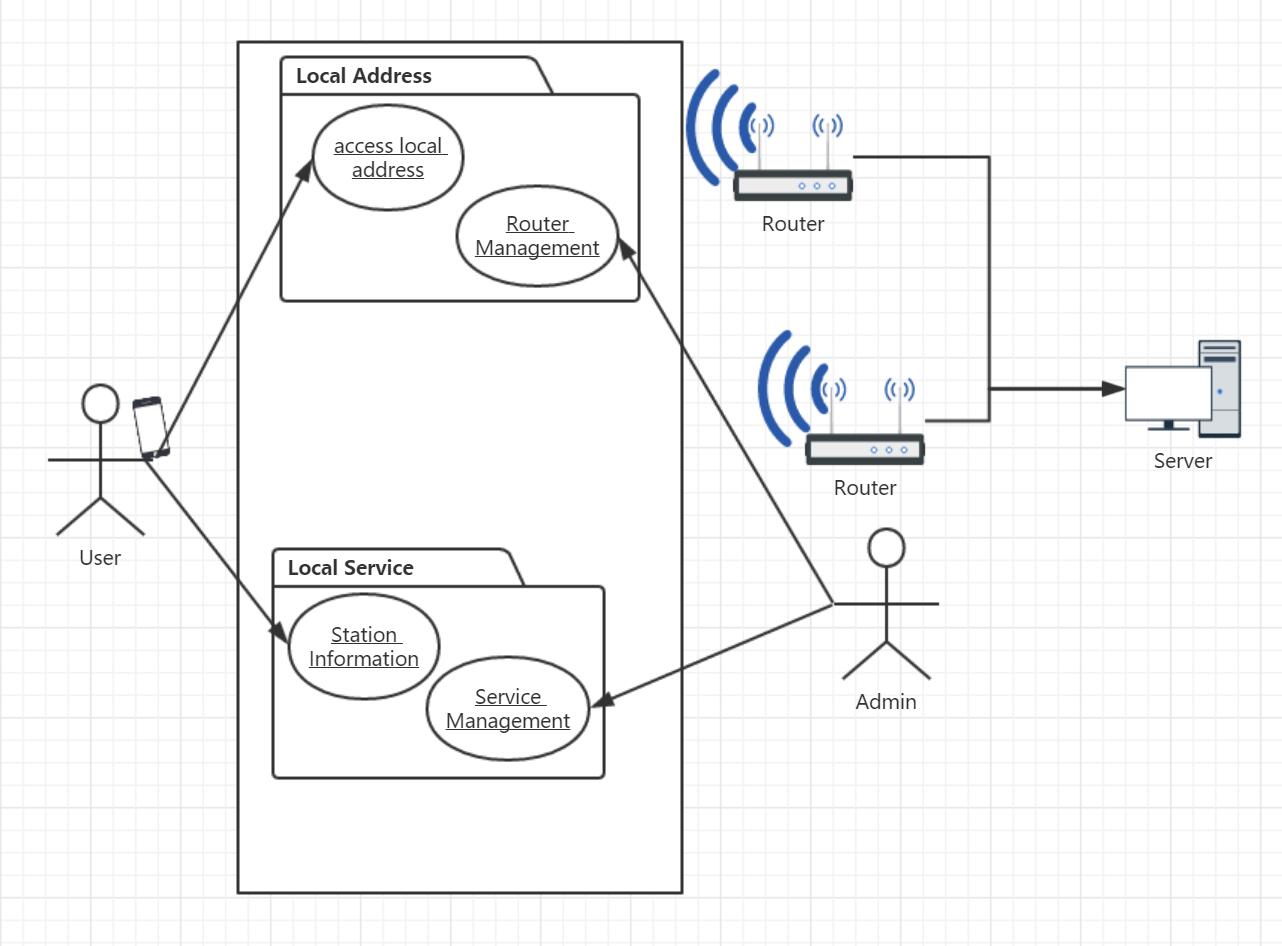 Local Address
access local
address
Router
Management
Router
Router
Server
User
Local Service
Station
Information
Service
Management
Admin